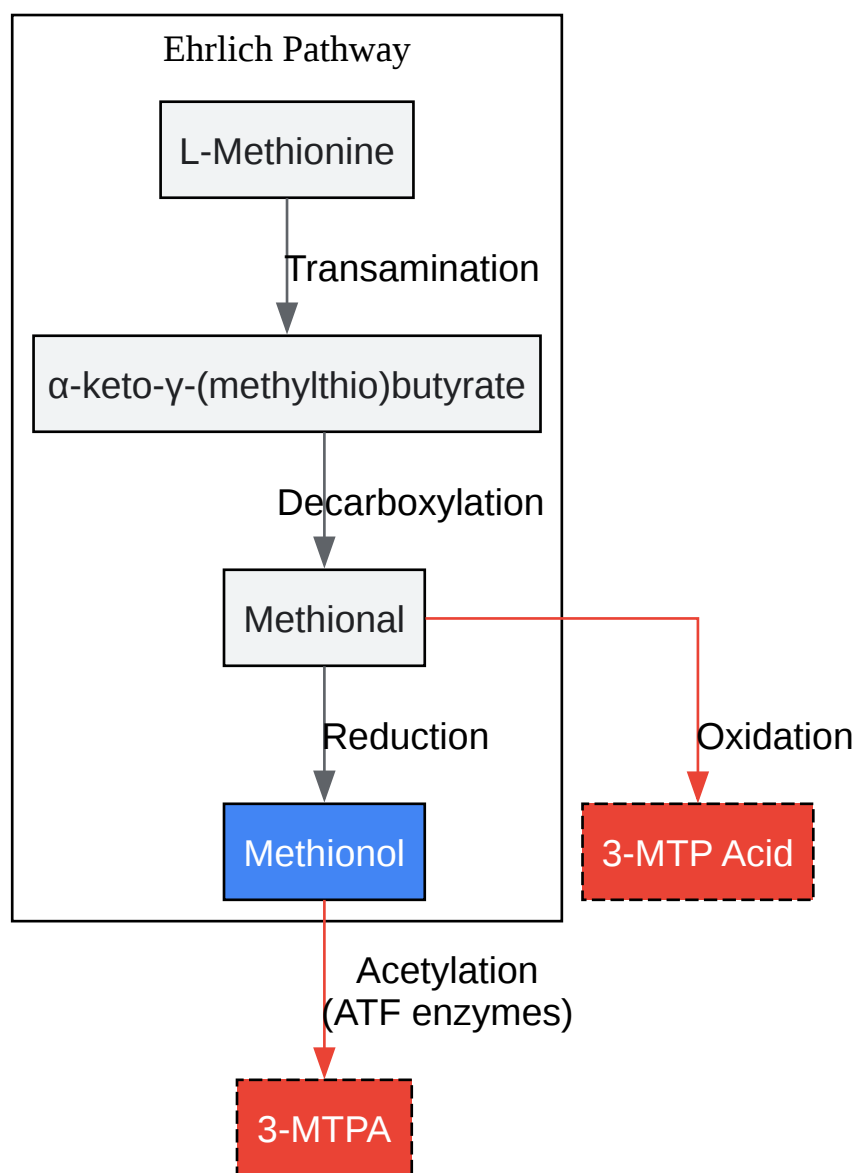 Ehrlich Pathway
L-Methionine
Transamination
α-keto-γ-(methylthio)butyrate
Decarboxylation
Methional
Reduction
Oxidation
Methionol
3-MTP Acid
Acetylation
(ATF enzymes)
3-MTPA